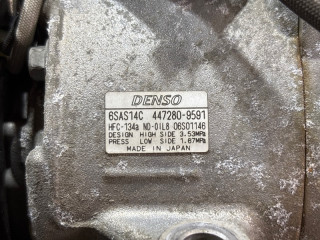 DENSO
6SAS14C 447280-9591
HFC-134a ND-OIL8 06S01146
DESIGN HIGH SIDE 3.53MPa
PRESS LOW SIDE 1.67MPa
MADE IN JAPAN